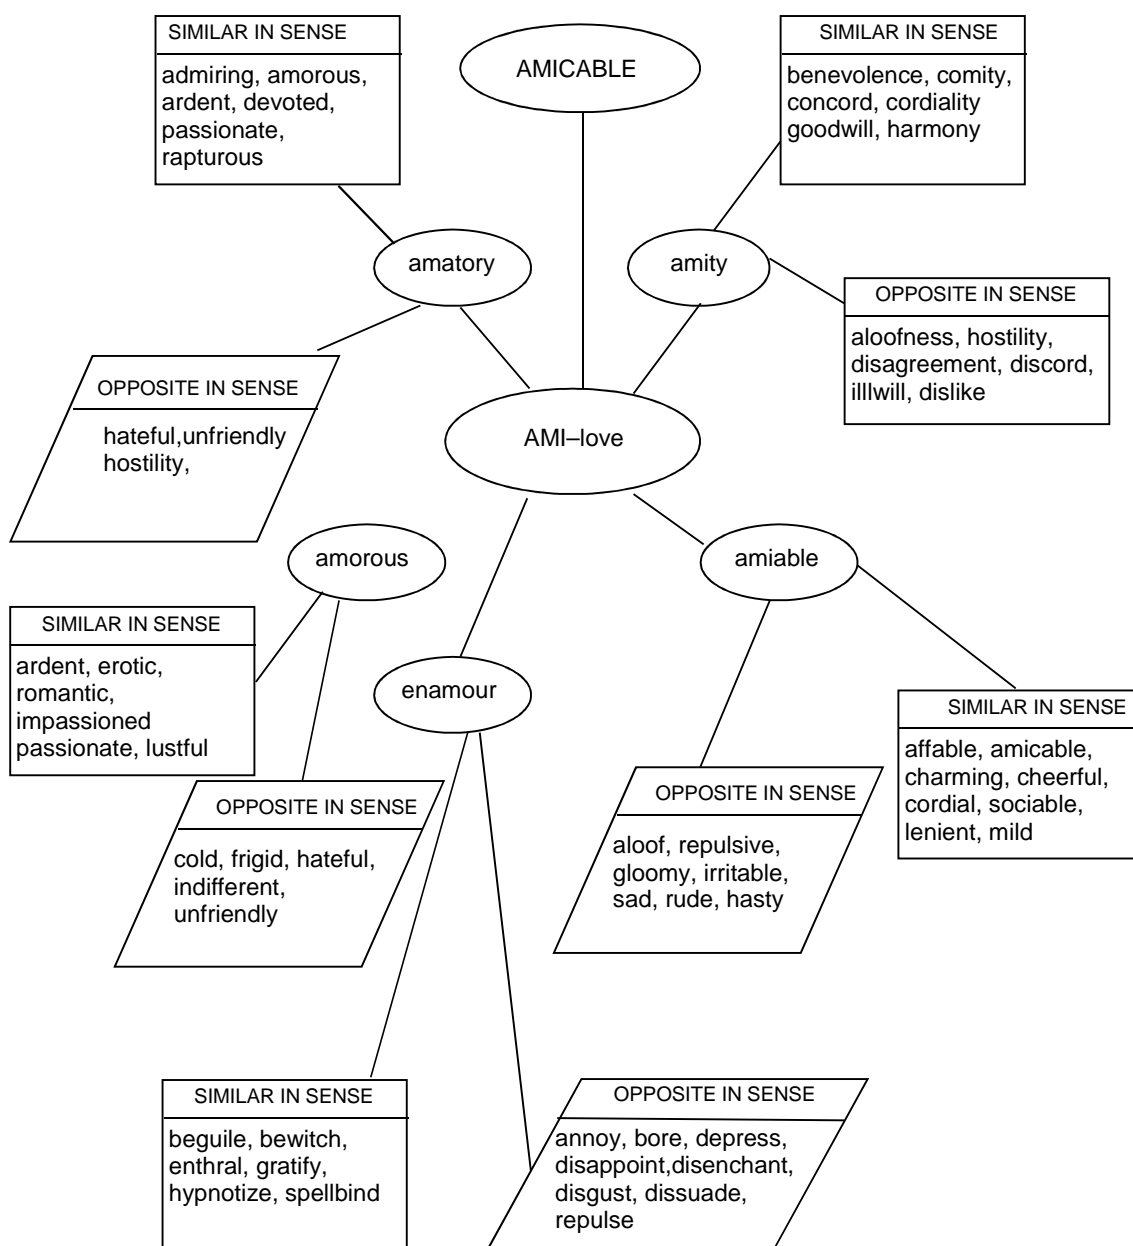 SIMILAR IN SENSE
admiring, amorous,
ardent, devoted,
passionate,
rapturous
AMICABLE
SIMILAR IN SENSE
benevolence, comity,
concord, cordiality
goodwill, harmony
amatory
amity
OPPOSITE IN SENSE
aloofness, hostility,
disagreement, discord,
illlwill, dislike
OPPOSITE IN SENSE
hateful,unfriendly
hostility,
AMI–love
amorous
amiable
SIMILAR IN SENSE
ardent, erotic,
romantic,
impassioned
passionate, lustful
enamour
SIMILAR IN SENSE
affable, amicable,
charming, cheerful,
cordial, sociable,
lenient, mild
OPPOSITE IN SENSE
cold, frigid, hateful,
indifferent,
unfriendly
OPPOSITE IN SENSE
aloof, repulsive,
gloomy, irritable,
sad, rude, hasty
SIMILAR IN SENSE
beguile, bewitch,
enthral, gratify,
hypnotize, spellbind
OPPOSITE IN SENSE
annoy, bore, depress,
disappoint,disenchant,
disgust, dissuade,
repulse